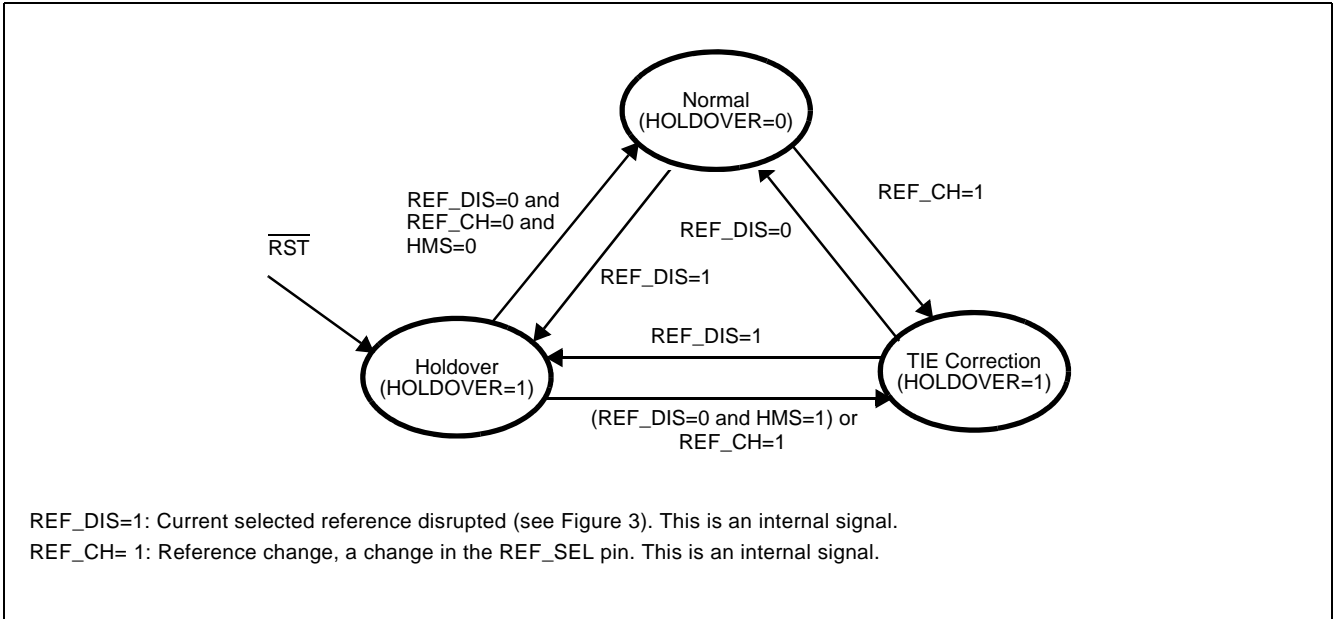 Normal
(HOLDOVER=0)
REF_DIS=0 and
REF_CH=0 and
HMS=0
REF_CH=1
REF_DIS=0
RST
REF_DIS=1
REF_DIS=1
Holdover
(HOLDOVER=1)
TIE Correction
(HOLDOVER=1)
(REF_DIS=0 and HMS=1) or
REF_CH=1
REF_DIS=1: Current selected reference disrupted (see Figure 3). This is an internal signal.
REF_CH= 1: Reference change, a change in the REF_SEL pin. This is an internal signal.